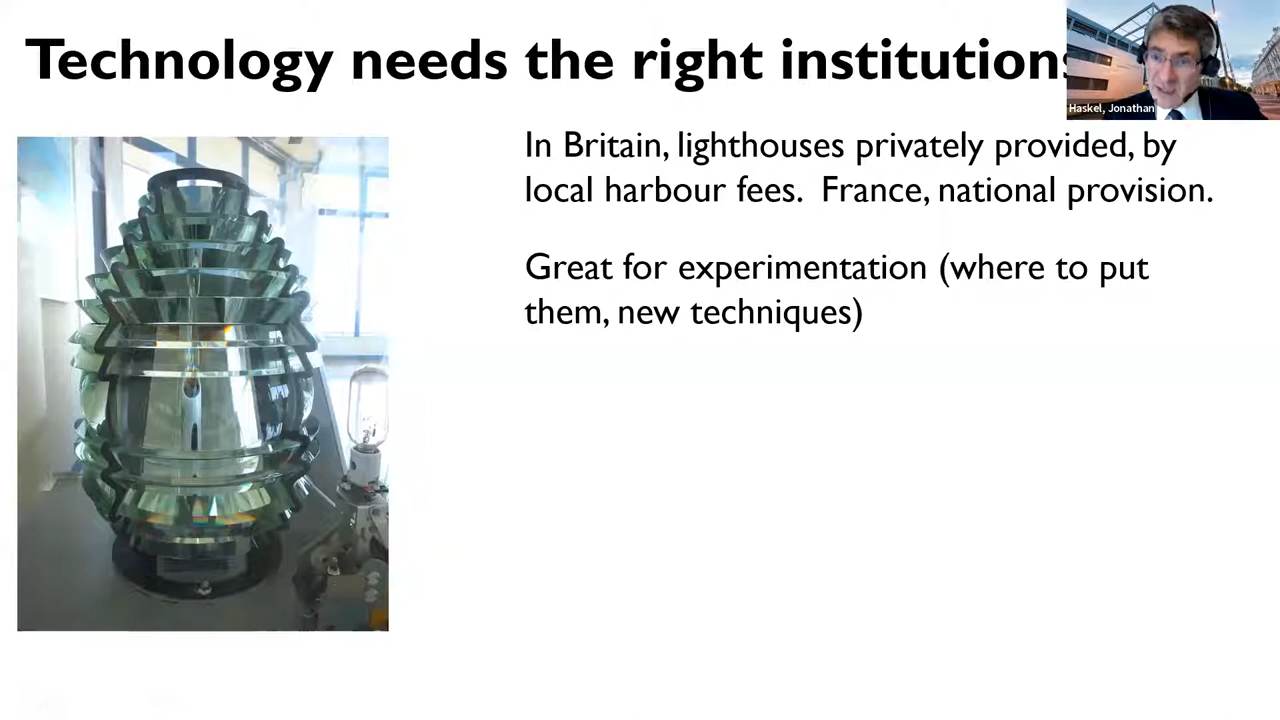 Technology needs the right institutions
Haskel, Jonathan
In Britain, lighthouses privately provided, by
local harbour fees.  France, national provision.
Great for experimentation (where to put
them, new techniques)